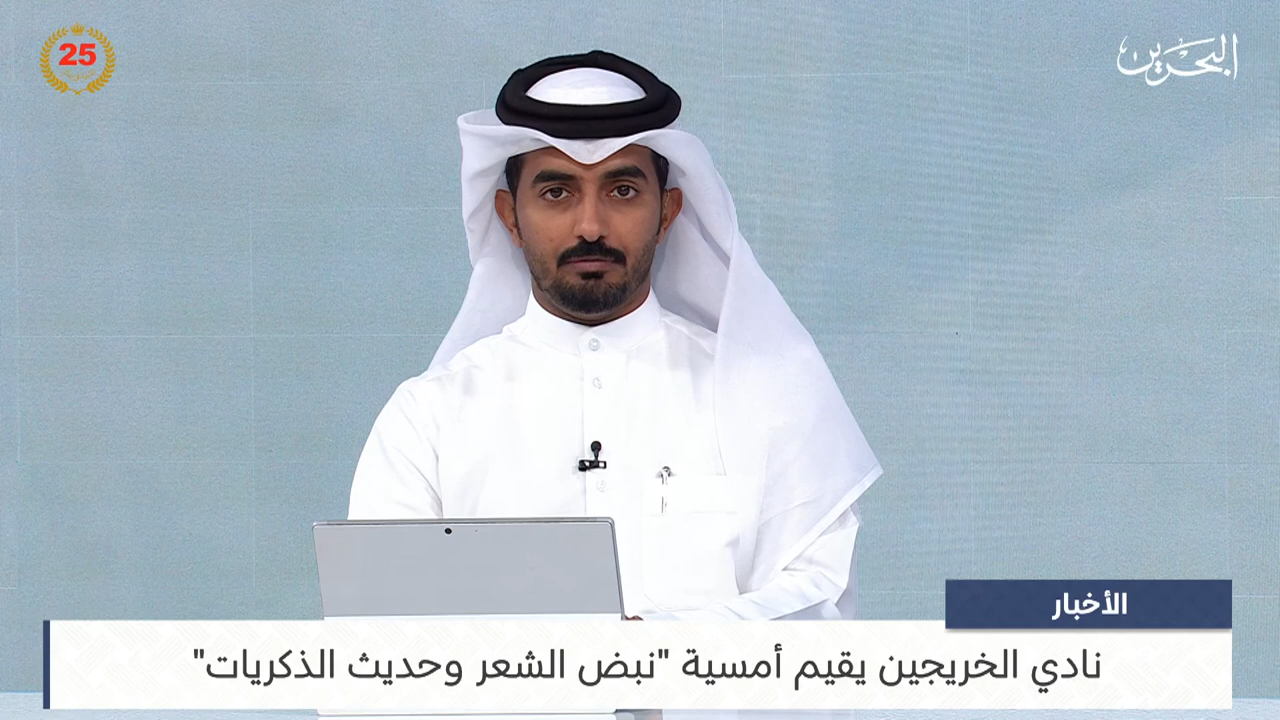 25
البحرين
الأخبار
نادي الخريجين يقيم أمسية "نبض الشعر وحديث الذكريات"